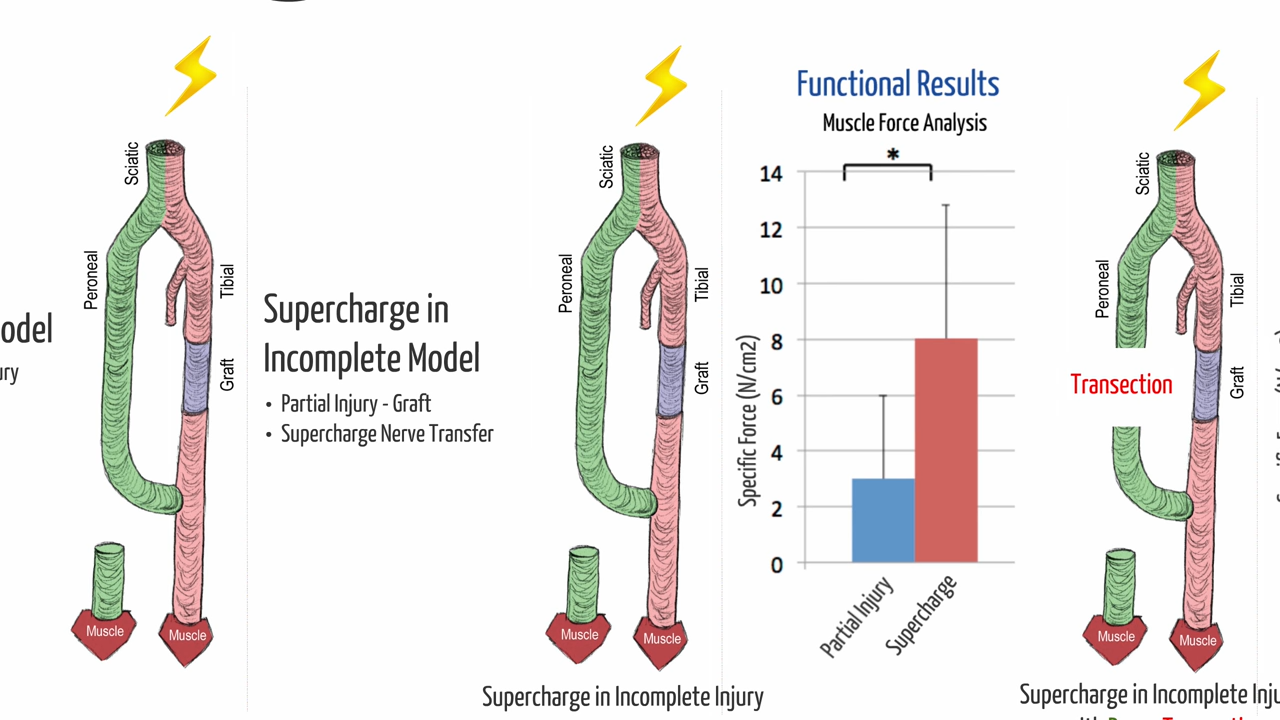 odel
ury
Sciatic
Peroneal
Tibial
Graft
Muscle
Muscle
Supercharge in
Incomplete Model
• Partial Injury - Graft
• Supercharge Nerve Transfer
Sciatic
Peroneal
Tibial
Graft
Muscle
Muscle
Functional Results
Muscle Force Analysis
*
14
12
10
8
6
4
2
0
Specific Force (N/cm2)
Partial Injury
Supercharge
Supercharge in Incomplete Injury
Sciatic
Peroneal
Tibial
Transection
Graft
Muscle
Muscle
Supercharge in Incomplete Inju